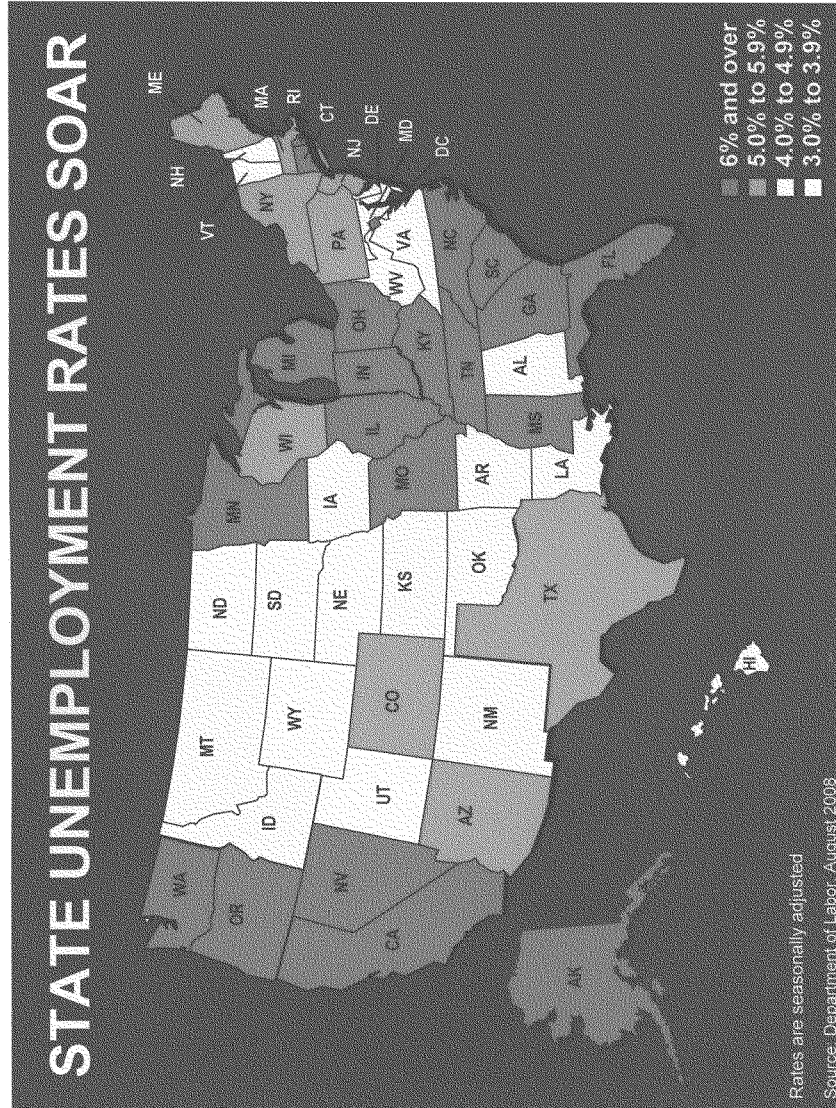 STATE UNEMPLOYMENT RATES SOAR
WA
OR
CA
NV
ID
MT
WY
UT
AZ
CO
NM
ND
SD
NE
KS
OK
TX
MN
IA
MO
AR
LA
WI
IL
MI
IN
OH
KY
TN
MS
AL
GA
FL
SC
NC
VA
WV
PA
NY
VT
NH
ME
MA
RI
CT
NJ
DE
MD
DC
AK
HI
6% and over
5.0% to 5.9%
4.0% to 4.9%
3.0% to 3.9%
Rates are seasonally adjusted
Source: Department of Labor, August 2008